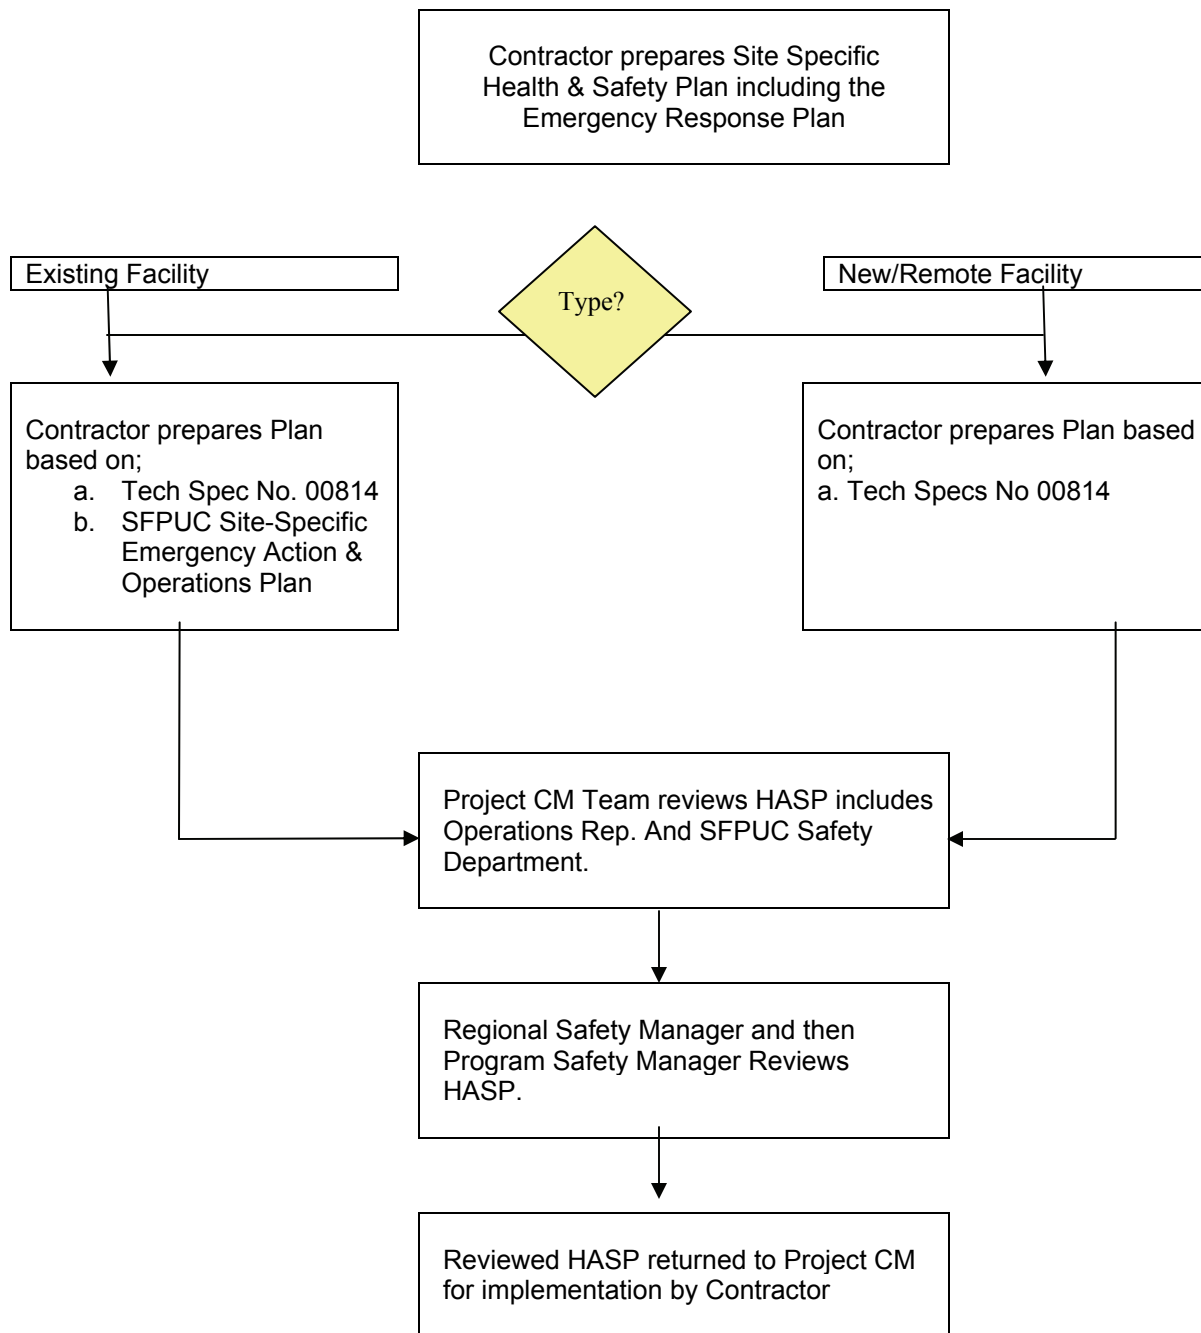 Contractor prepares Site Specific
Health & Safety Plan including the
Emergency Response Plan
Existing Facility
Type?
New/Remote Facility
Contractor prepares Plan
based on;
a. Tech Spec No. 00814
b. SFPUC Site-Specific
Emergency Action &
Operations Plan
Contractor prepares Plan based
on;
a. Tech Specs No 00814
Project CM Team reviews HASP includes
Operations Rep. And SFPUC Safety
Department.
Regional Safety Manager and then
Program Safety Manager Reviews
HASP.
Reviewed HASP returned to Project CM
for implementation by Contractor